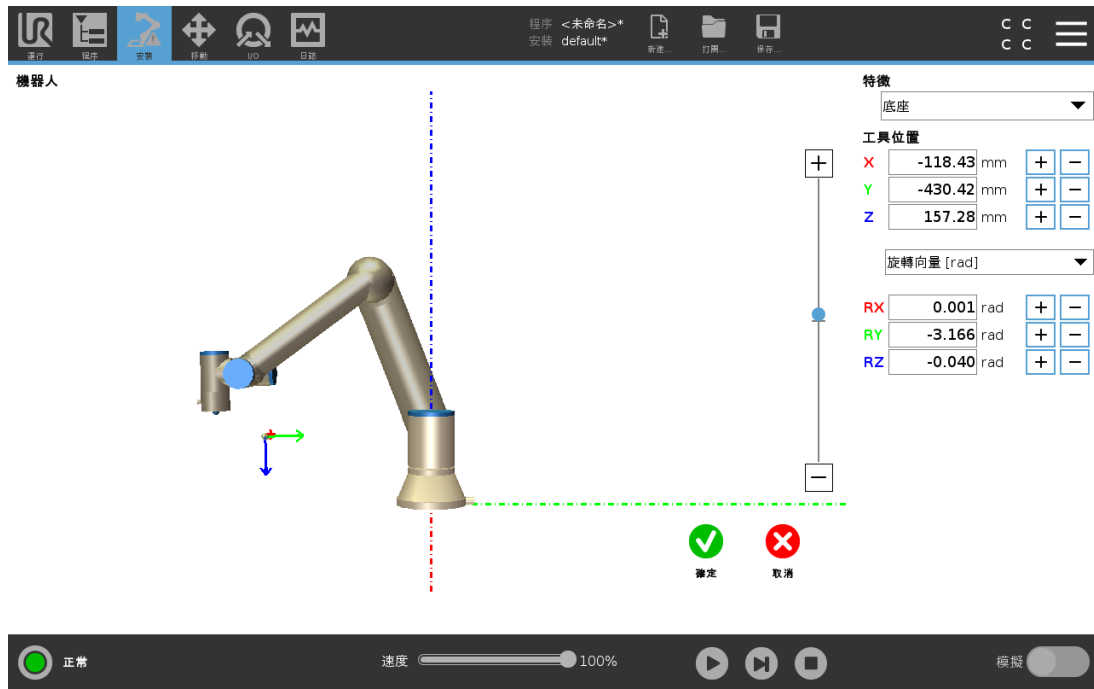 程序 <未命名>*
安裝 default*
運行 程序 安裝 移動 I/O 日誌
新建... 打開... 保存...
C C
C C
機器人
特徵
底座
工具位置
X -118.43 mm + −
Y -430.42 mm + −
Z 157.28 mm + −
旋轉向量 [rad]
RX 0.001 rad + −
RY -3.166 rad + −
RZ -0.040 rad + −
+
−
確定 取消
正常 速度 100% 模擬